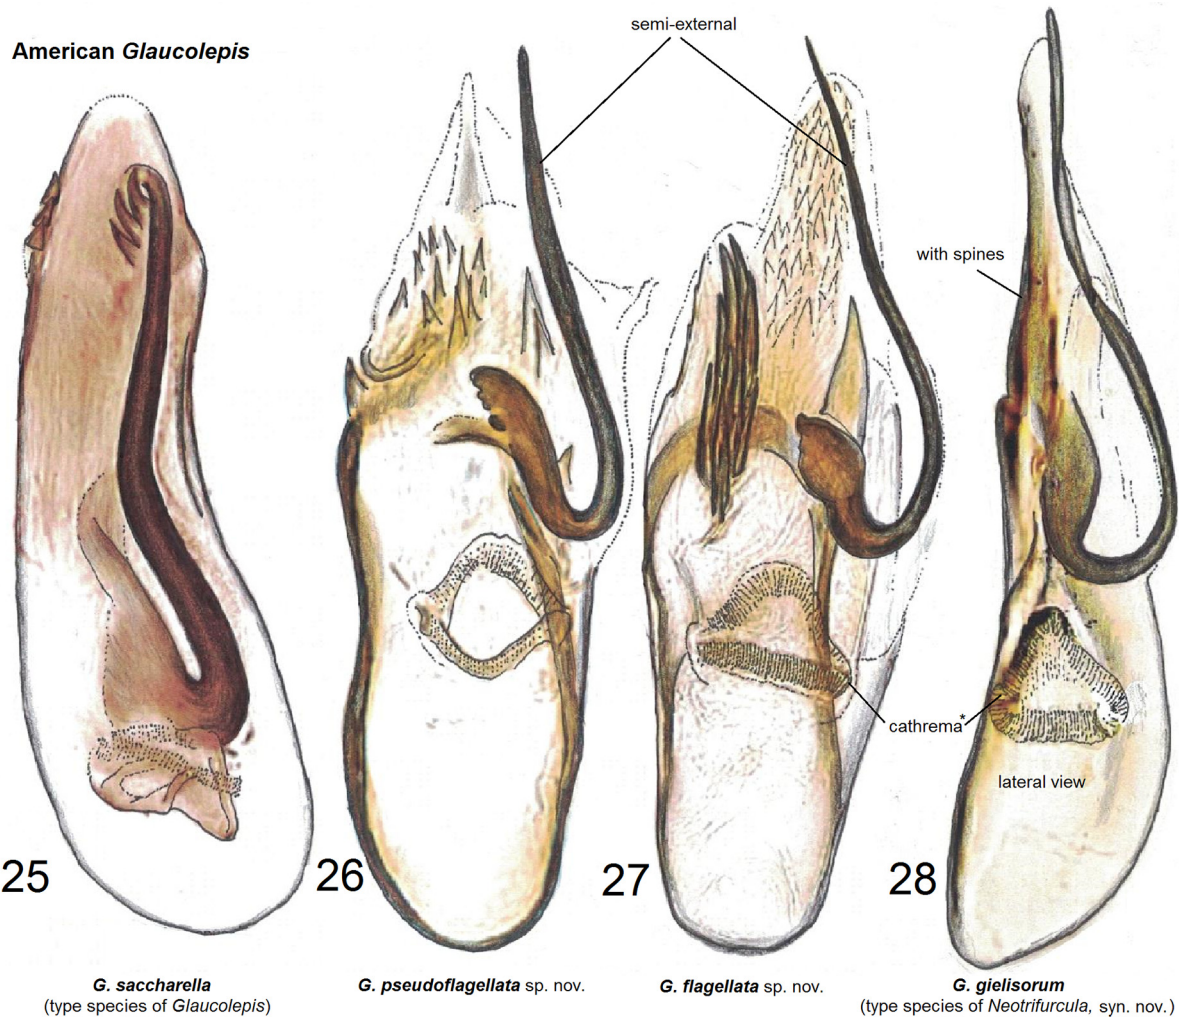 American Glaucolepis
semi-external
with spines
cathrema*
lateral view
25
26
27
28
G. saccharella
(type species of Glaucolepis)
G. pseudoflagellata sp. nov.
G. flagellata sp. nov.
G. gielisorum
(type species of Neotrifurcula, syn. nov.)